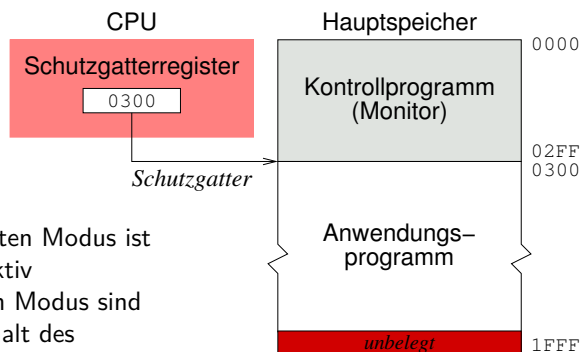 CPU
Hauptspeicher
Schutzgatterregister
0300
Schutzgatter
0000
Kontrollprogramm
(Monitor)
02FF
0300
Anwendungs−
programm
unbelegt
1FFF
ten Modus ist
ktiv
n Modus sind
alt des